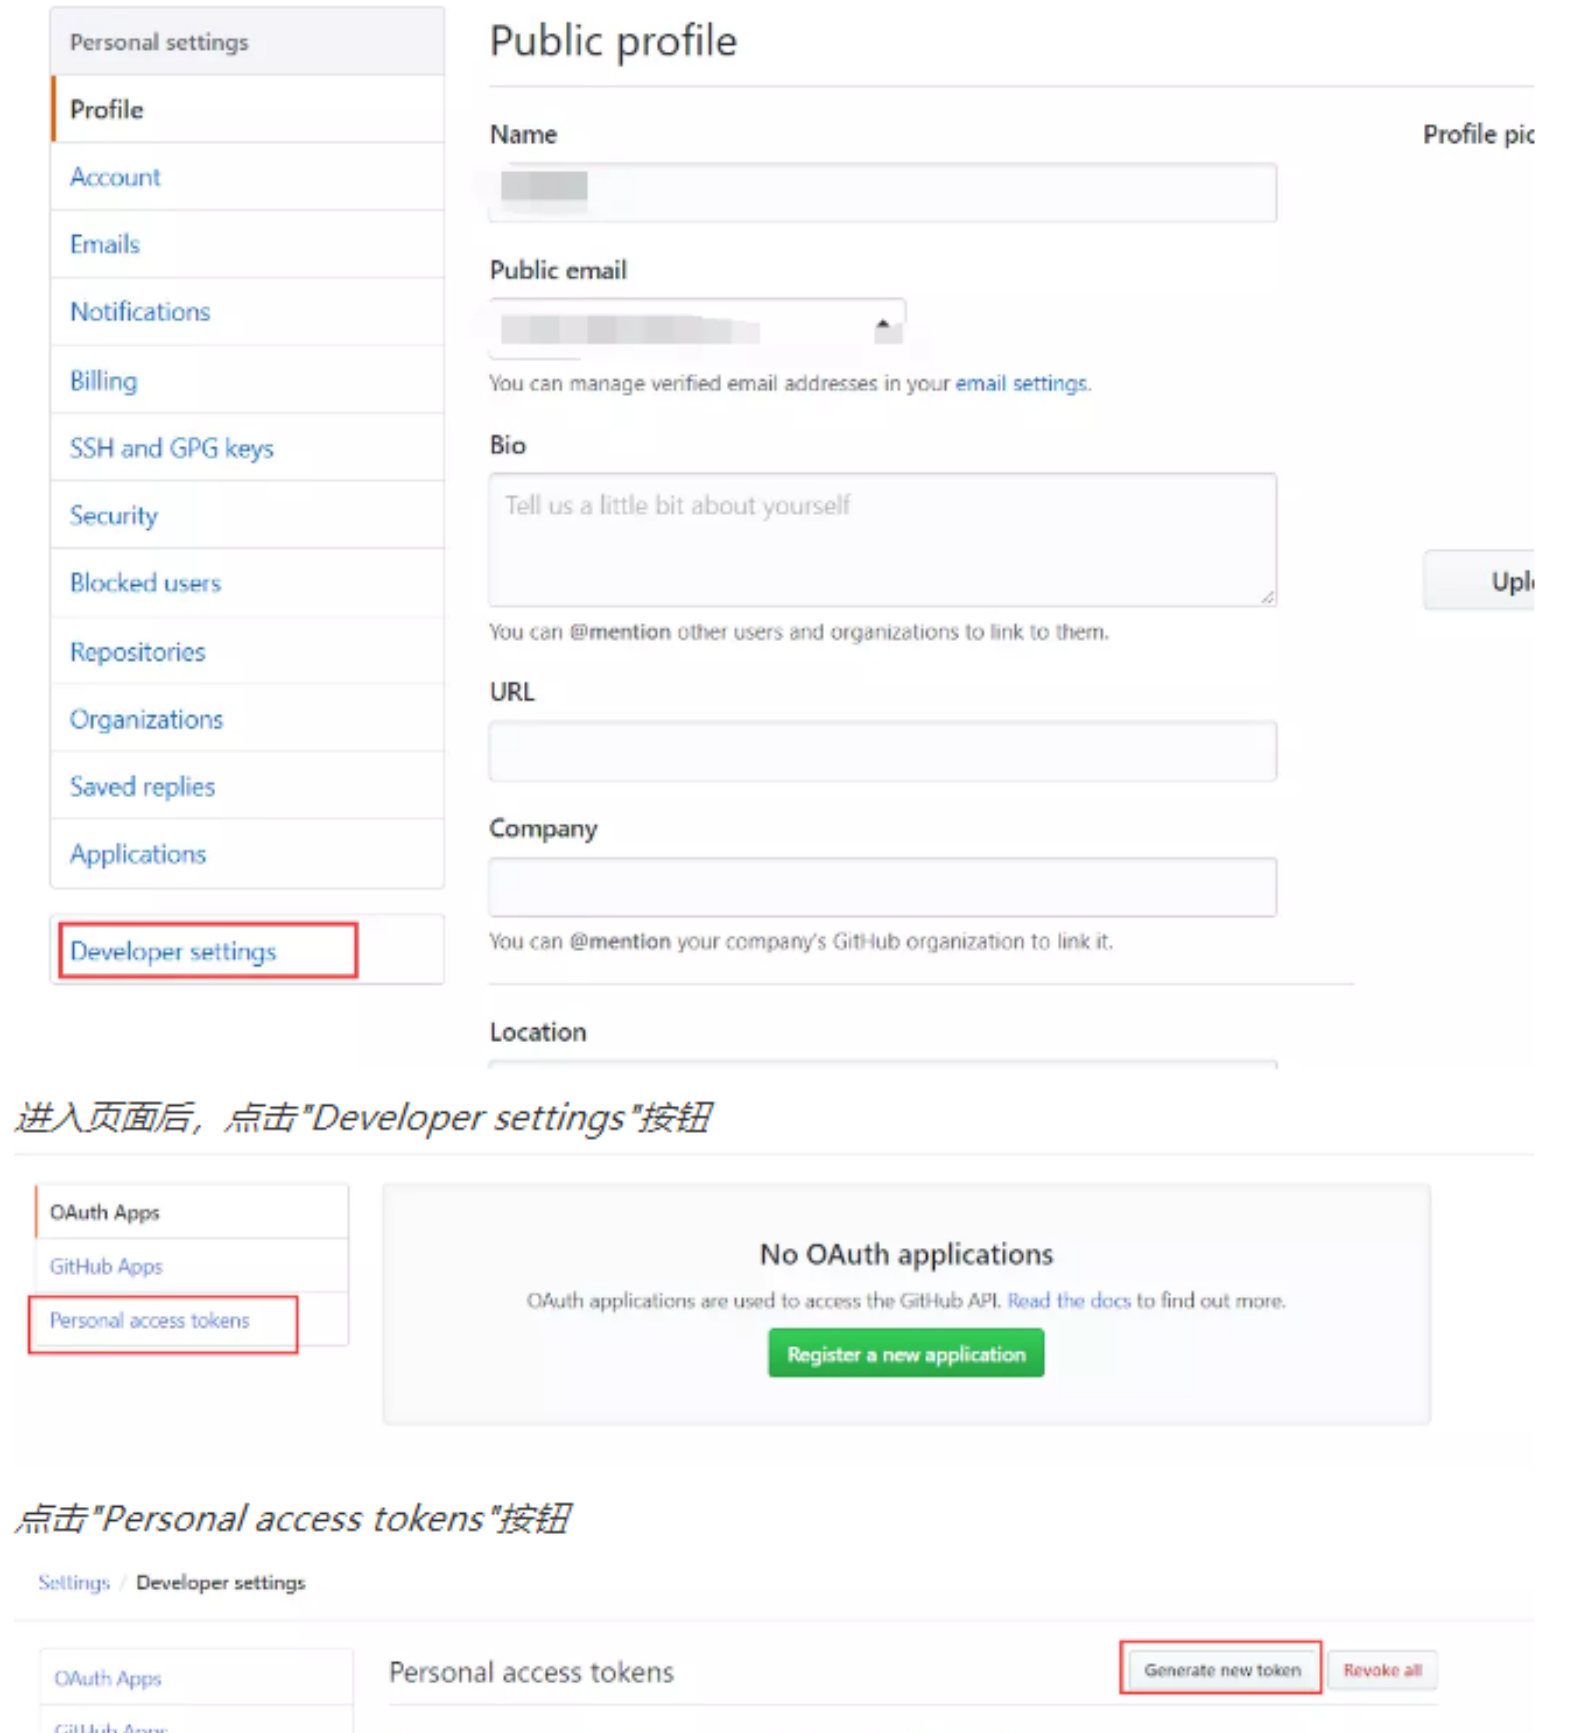 Personal settings
Profile
Account
Emails
Notifications
Billing
SSH and GPG keys
Security
Blocked users
Repositories
Organizations
Saved replies
Applications
Developer settings
Public profile
Name
Profile pic
Public email
You can manage verified email addresses in your email settings.
Bio
Tell us a little bit about yourself
You can @mention other users and organizations to link to them.
Uplo
URL
Company
You can @mention your company's GitHub organization to link it.
Location
进入页面后，点击"Developer settings"按钮
OAuth Apps
GitHub Apps
Personal access tokens
No OAuth applications
OAuth applications are used to access the GitHub API. Read the docs to find out more.
Register a new application
点击"Personal access tokens"按钮
Settings / Developer settings
OAuth Apps
GitHub Apps
Personal access tokens
Generate new token
Revoke all